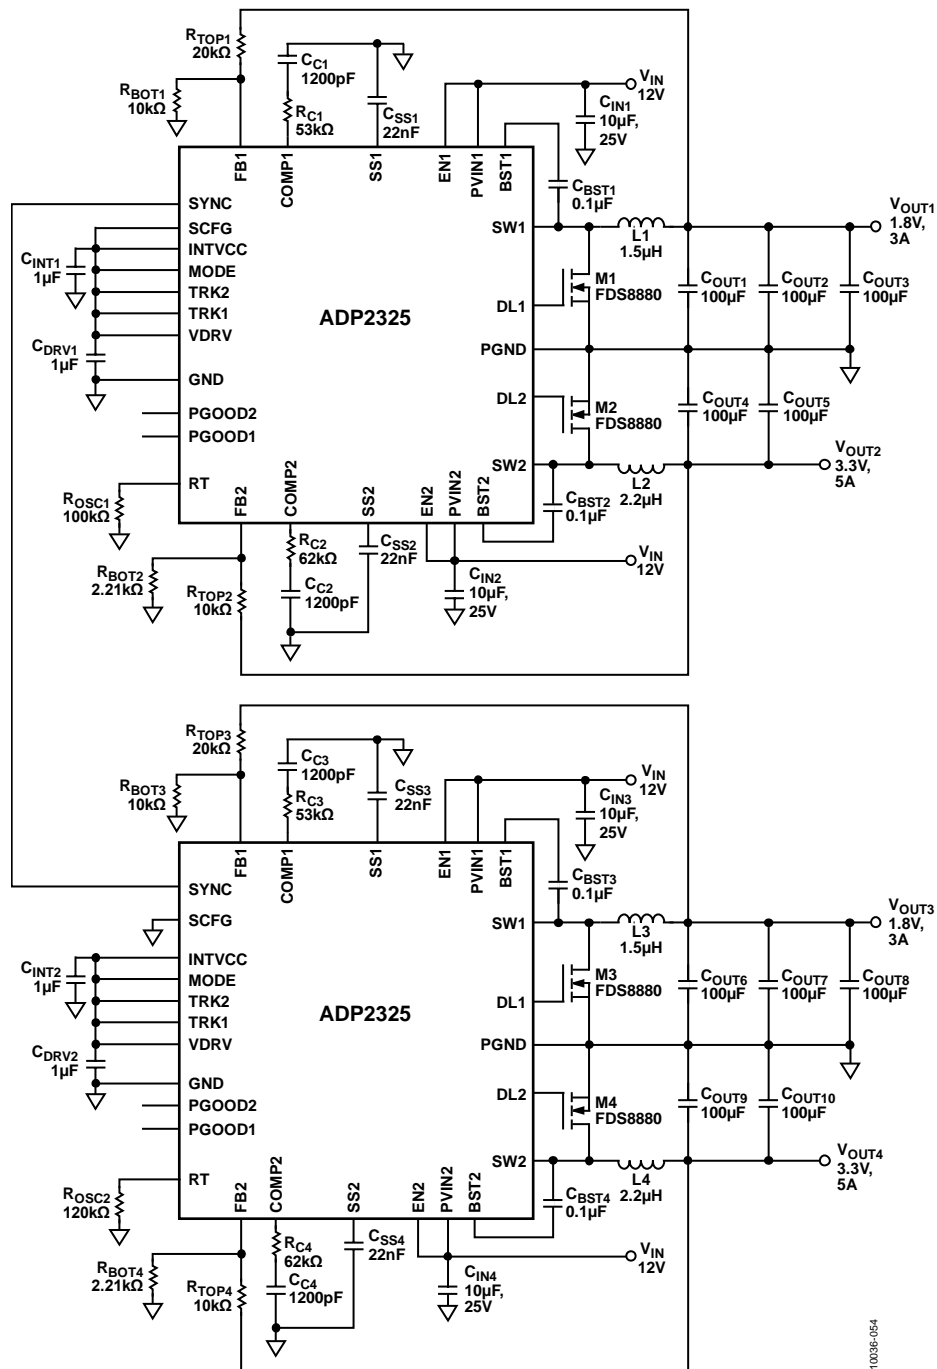 RTOP1
20kΩ
CC1
1200pF
RBOT1
10kΩ
RC1
53kΩ
CSS1
22nF
VIN
12V
CIN1
10µF,
25V
FB1
COMP1
SS1
EN1
PVIN1
BST1
CBST1
0.1µF
SYNC
SCFG
INTVCC
MODE
TRK2
TRK1
VDRV
GND
PGOOD2
PGOOD1
RT
CINT1
1µF
CDRV1
1µF
ADP2325
SW1
DL1
PGND
DL2
SW2
L1
1.5µH
M1
FDS8880
M2
FDS8880
L2
2.2µH
VOUT1
1.8V,
3A
COUT1
100µF
COUT2
100µF
COUT3
100µF
COUT4
100µF
COUT5
100µF
VOUT2
3.3V,
5A
ROSC1
100kΩ
FB2
COMP2
SS2
EN2
PVIN2
BST2
CBST2
0.1µF
RBOT2
2.21kΩ
RTOP2
10kΩ
RC2
62kΩ
CC2
1200pF
CSS2
22nF
CIN2
10µF,
25V
VIN
12V
RTOP3
20kΩ
CC3
1200pF
RBOT3
10kΩ
RC3
53kΩ
CSS3
22nF
VIN
12V
CIN3
10µF,
25V
FB1
COMP1
SS1
EN1
PVIN1
BST1
CBST3
0.1µF
SYNC
SCFG
INTVCC
MODE
TRK2
TRK1
VDRV
GND
PGOOD2
PGOOD1
RT
CINT2
1µF
CDRV2
1µF
ADP2325
SW1
DL1
PGND
DL2
SW2
L3
1.5µH
M3
FDS8880
M4
FDS8880
L4
2.2µH
VOUT3
1.8V,
3A
COUT6
100µF
COUT7
100µF
COUT8
100µF
COUT9
100µF
COUT10
100µF
VOUT4
3.3V,
5A
ROSC2
120kΩ
FB2
COMP2
SS2
EN2
PVIN2
BST2
CBST4
0.1µF
RBOT4
2.21kΩ
RTOP4
10kΩ
RC4
62kΩ
CC4
1200pF
CSS4
22nF
CIN4
10µF,
25V
VIN
12V
10036-054